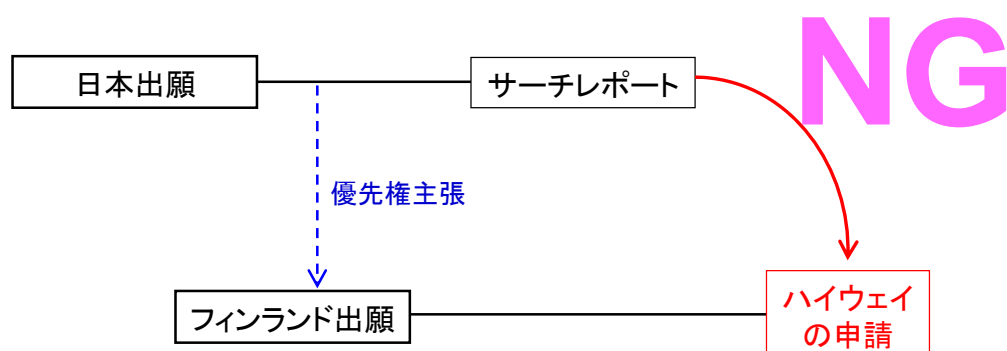 NG
日本出願
サーチレポート
優先権主張
フィンランド出願
ハイウェイ
の申請